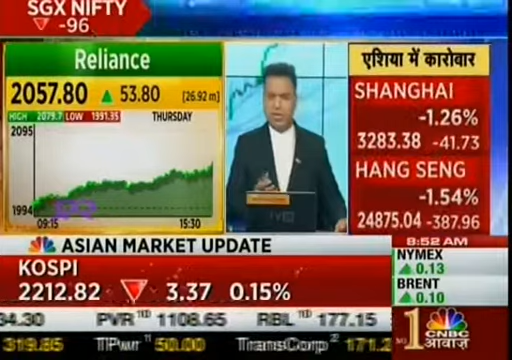 SGX NIFTY
-96
Reliance
2057.80 ▲ 53.80 [26.92 m]
HIGH 2079.7 LOW 1991.35 THURSDAY
2095
1994
09:15 15:30
एशिया में कारोबार
SHANGHAI
-1.26%
3283.38 -41.73
HANG SENG
-1.54%
24875.04 -387.96
8:52 AM
ASIAN MARKET UPDATE
KOSPI
2212.82 ▼ 3.37 0.15%
NYMEX
▲ 0.13
BRENT
▲ 0.10
34.30 PVR 1108.65 RBL 177.15
319.85 TPwr 50.00 TransCorp 171.2
CNBC
आवाज़